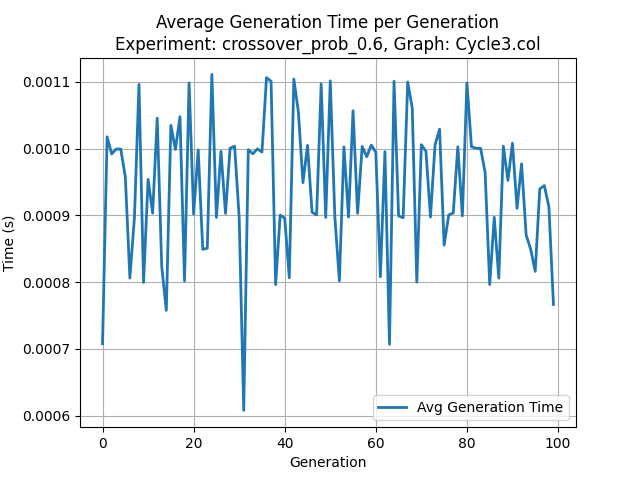 Average Generation Time per Generation
Experiment: crossover_prob_0.6, Graph: Cycle3.col
Time (s)
0.0011
0.0010
0.0009
0.0008
0.0007
0.0006
Avg Generation Time
0 20 40 60 80 100
Generation